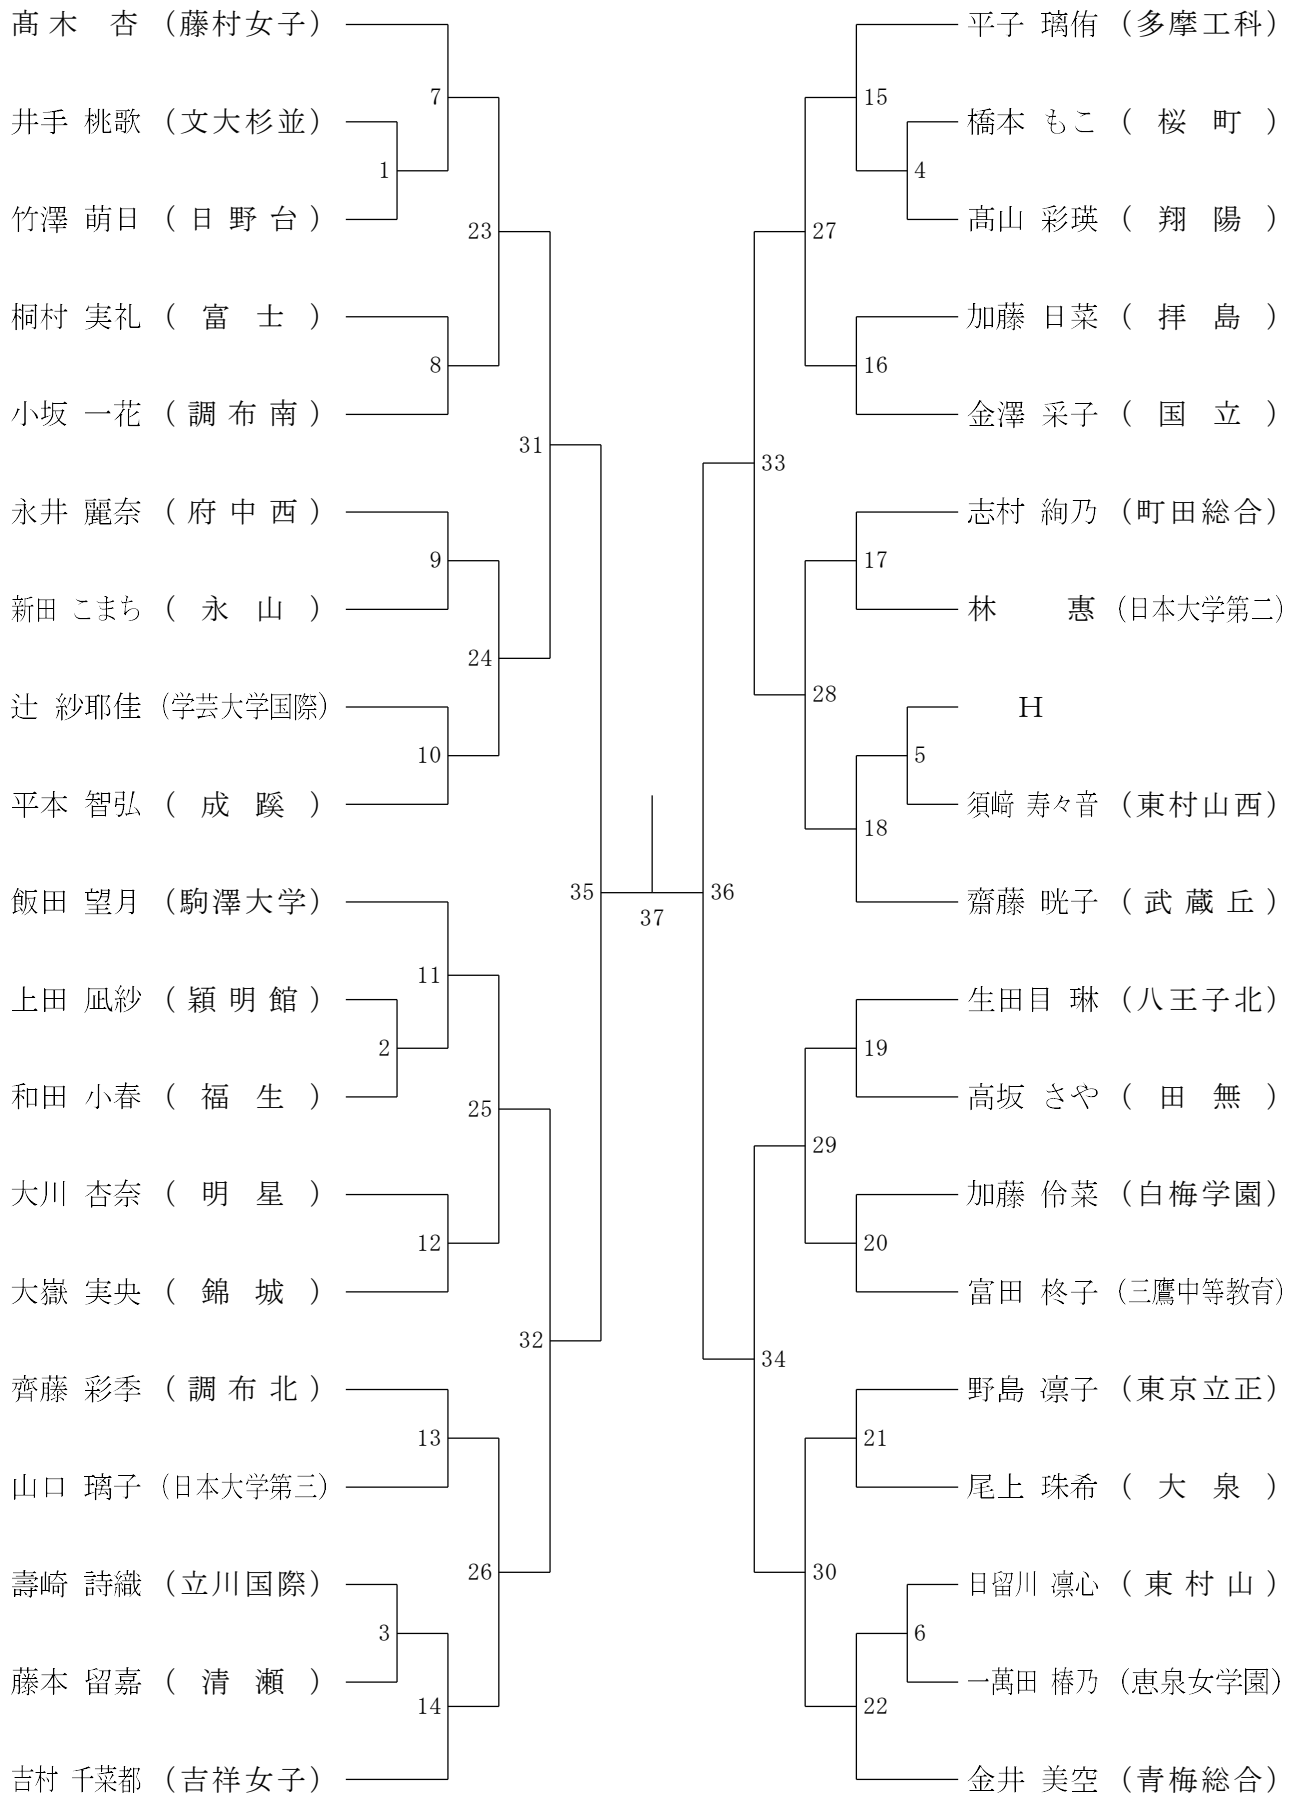 髙木 杏 (藤村女子)
7
井手 桃歌 (文大杉並)
1
竹澤 萌日 (日野台)
23
桐村 実礼 (富士)
8
小坂 一花 (調布南)
31
永井 麗奈 (府中西)
9
新田 こまち (永山)
24
辻 紗耶佳 (学芸大学国際)
10
平本 智弘 (成蹊)
35
飯田 望月 (駒澤大学)
11
上田 凪紗 (穎明館)
2
和田 小春 (福生)
25
大川 杏奈 (明星)
12
大嶽 実央 (錦城)
32
齊藤 彩季 (調布北)
13
山口 璃子 (日本大学第三)
26
壽崎 詩織 (立川国際)
3
藤本 留嘉 (清瀬)
14
吉村 千菜都 (吉祥女子)
37
平子 璃侑 (多摩工科)
15
橋本 もこ (桜町)
4
髙山 彩瑛 (翔陽)
27
加藤 日菜 (拝島)
16
金澤 采子 (国立)
33
志村 絢乃 (町田総合)
17
林 惠 (日本大学第二)
28
H
5
須﨑 寿々音 (東村山西)
18
齋藤 晄子 (武蔵丘)
36
生田目 琳 (八王子北)
19
高坂 さや (田無)
29
加藤 伶菜 (白梅学園)
20
富田 柊子 (三鷹中等教育)
34
野島 凛子 (東京立正)
21
尾上 珠希 (大泉)
30
日留川 凛心 (東村山)
6
一萬田 椿乃 (恵泉女学園)
22
金井 美空 (青梅総合)